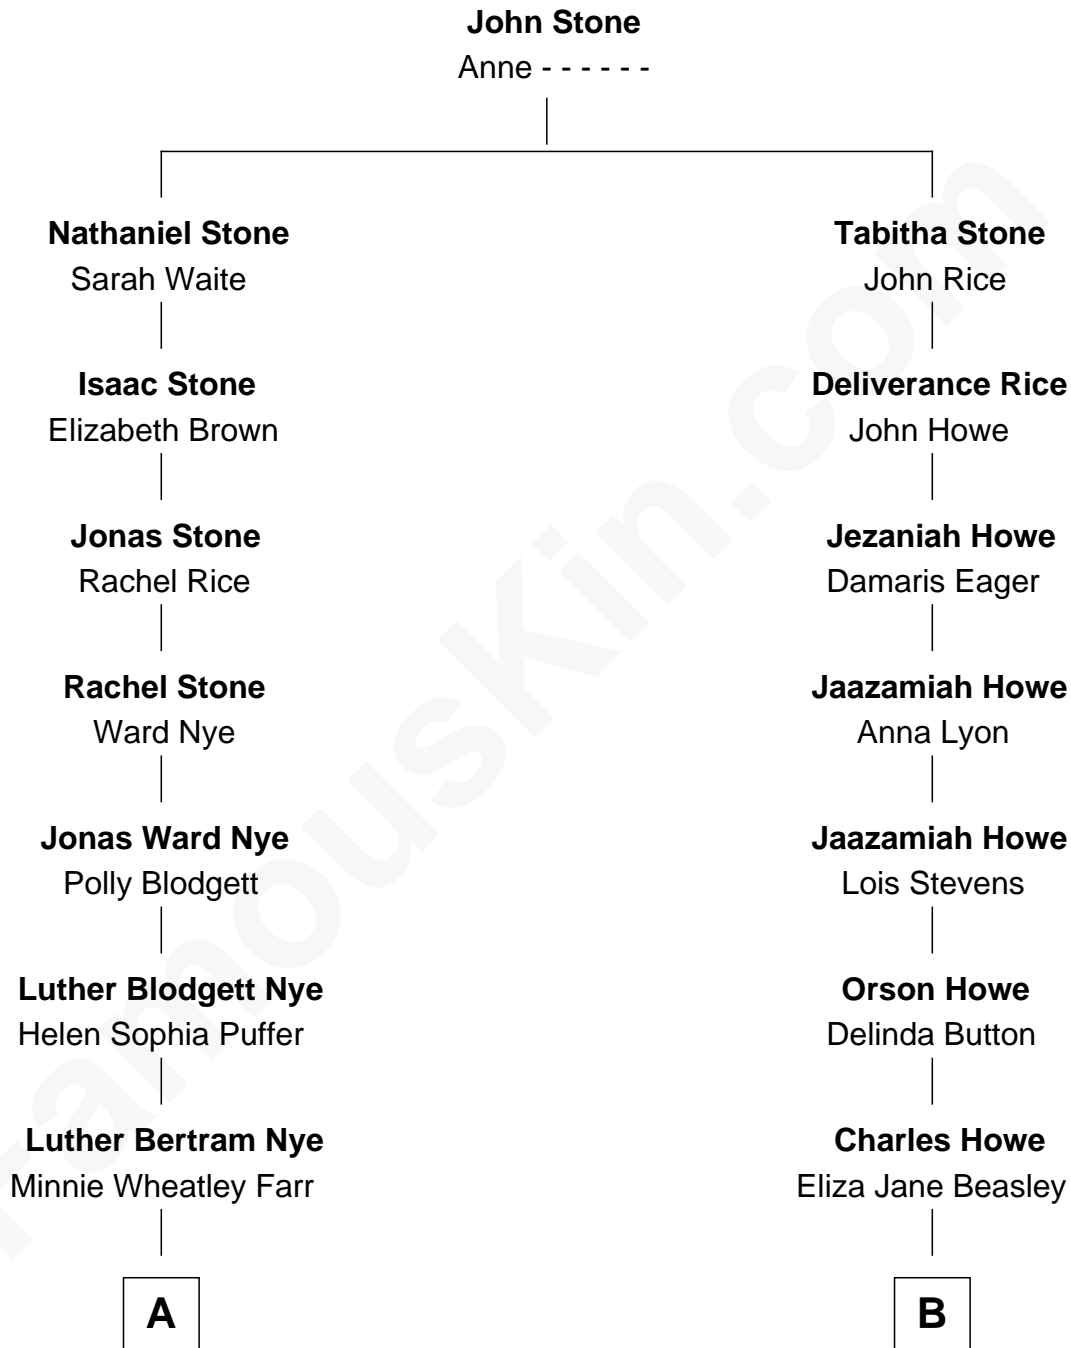 John Stone
Anne - - - - - -
Nathaniel Stone
Sarah Waite
Tabitha Stone
John Rice
Isaac Stone
Elizabeth Brown
Deliverance Rice
John Howe
Jonas Stone
Rachel Rice
Jezaniah Howe
Damaris Eager
Rachel Stone
Ward Nye
Jaazamiah Howe
Anna Lyon
Jonas Ward Nye
Polly Blodgett
Jaazamiah Howe
Lois Stevens
Luther Blodgett Nye
Helen Sophia Puffer
Orson Howe
Delinda Button
Luther Bertram Nye
Minnie Wheatley Farr
Charles Howe
Eliza Jane Beasley
A
B
FamousKin.com